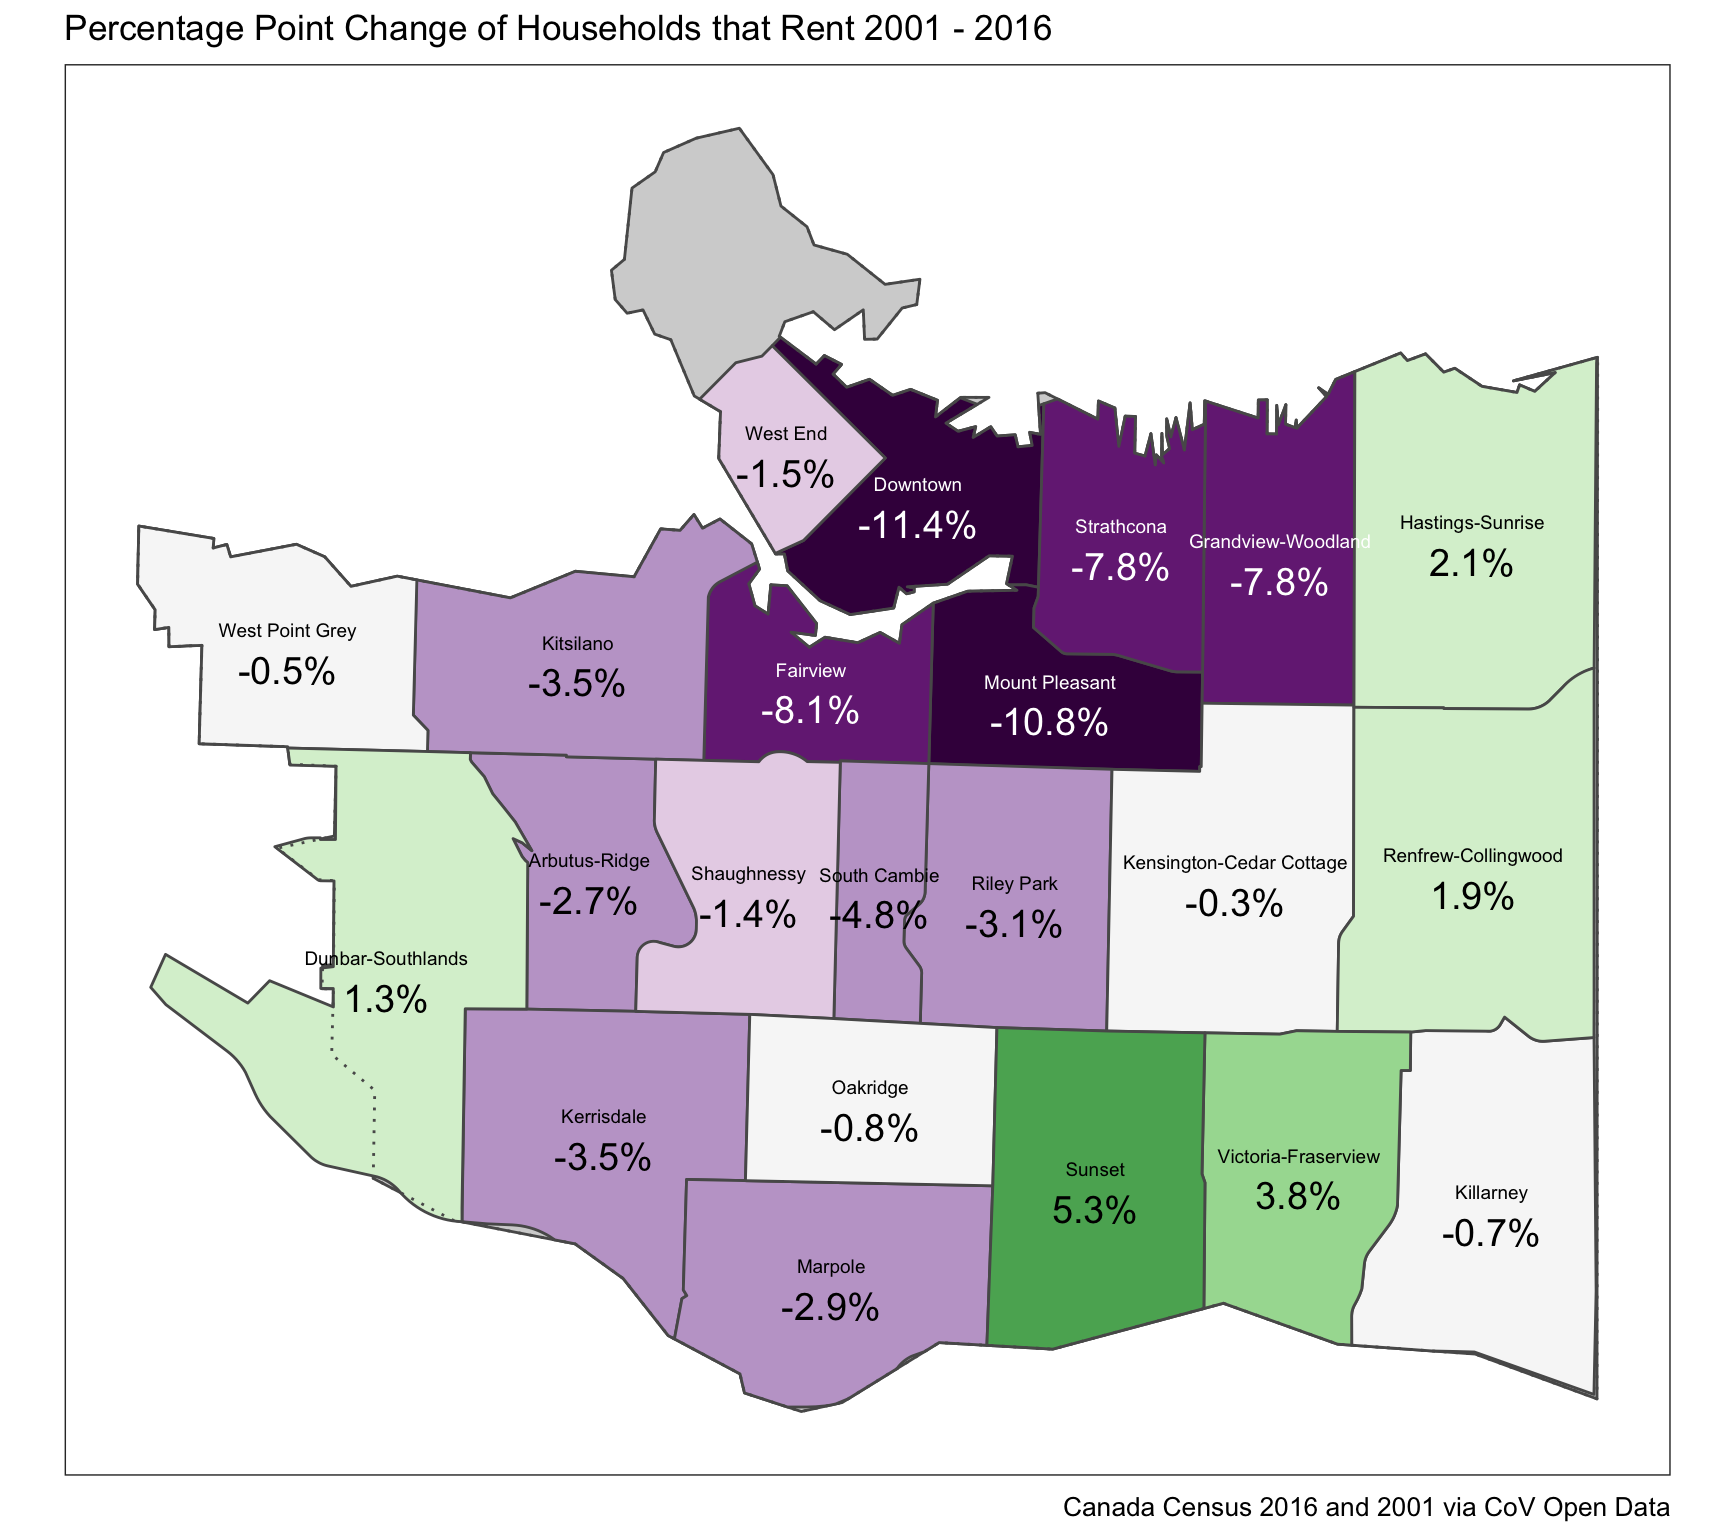 Percentage Point Change of Households that Rent 2001 - 2016
West End
-1.5%
Downtown
-11.4%
Strathcona
-7.8%
Grandview-Woodland
-7.8%
Hastings-Sunrise
2.1%
West Point Grey
-0.5%
Kitsilano
-3.5%
Fairview
-8.1%
Mount Pleasant
-10.8%
Arbutus-Ridge
-2.7%
Shaughnessy
-1.4%
South Cambie
-4.8%
Riley Park
-3.1%
Kensington-Cedar Cottage
-0.3%
Renfrew-Collingwood
1.9%
Dunbar-Southlands
1.3%
Kerrisdale
-3.5%
Oakridge
-0.8%
Sunset
5.3%
Victoria-Fraserview
3.8%
Killarney
-0.7%
Marpole
-2.9%
Canada Census 2016 and 2001 via CoV Open Data